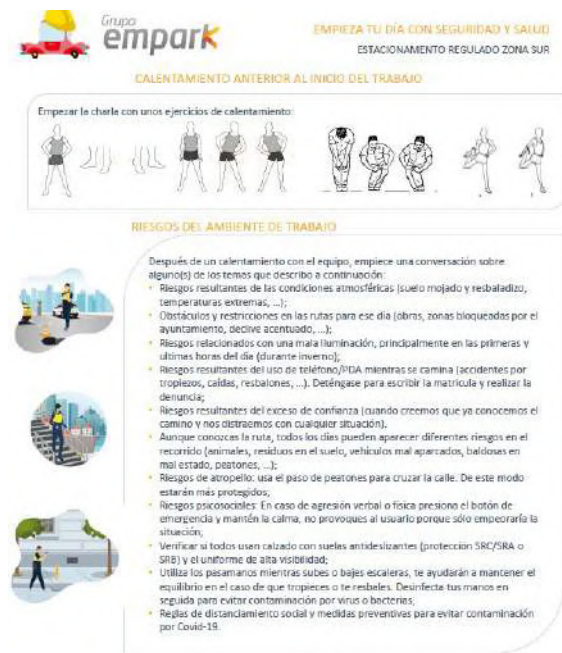 Grupo
empark
EMPIEZA TU DÍA CON SEGURIDAD Y SALUD
ESTACIONAMENTO REGULADO ZONA SUR
CALENTAMIENTO ANTERIOR AL INICIO DEL TRABAJO
Empezar la charla con unos ejercicios de calentamiento:
RIESGOS DEL AMBIENTE DE TRABAJO
Después de un calentamiento con el equipo, empiece una conversación sobre
alguno(s) de los temas que describo a continuación:
• Riesgos resultantes de las condiciones atmosféricas (suelo mojado y resbaladizo,
temperaturas extremas, ...);
• Obstáculos y restricciones en las rutas para ese día (obras, zonas bloqueadas por el
ayuntamiento, declive acentuado, ...);
• Riesgos relacionados con una mala iluminación, principalmente en las primeras y
ultimas horas del día (durante inverno);
• Riesgos resultantes del uso de teléfono/PDA mientras se camina (accidentes por
tropiezos, caídas, resbalones, ...). Deténgase para escribir la matricula y realizar la
denuncia;
• Riesgos resultantes del exceso de confianza (cuando creemos que ya conocemos el
camino y nos distraemos con cualquier situación).
• Aunque conozcas la ruta, todos los días pueden aparecer diferentes riesgos en el
recorrido (animales, residuos en el suelo, vehículos mal aparcados, baldosas en
mal estado, peatones, ...);
• Riesgos de atropello: usa el paso de peatones para cruzar la calle. De este modo
estarán más protegidos;
• Riesgos psicosociales: En caso de agresión verbal o física presiona el botón de
emergencia y mantén la calma, no provoques al usuario porque sólo empeoraría la
situación;
• Verificar si todos usan calzado con suelas antideslizantes (protección SRC/SRA o
SRB) y el uniforme de alta visibilidad;
• Utiliza los pasamanos mientras subes o bajes escaleras, te ayudarán a mantener el
equilibrio en el caso de que tropieces o te resbales. Desinfecta tus manos en
seguida para evitar contaminación por virus o bacterias;
• Reglas de distanciamiento social y medidas preventivas para evitar contaminación
por Covid-19.